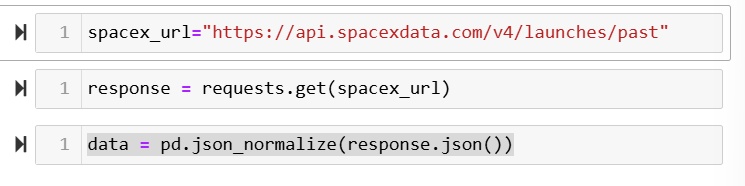 1 spacex_url="https://api.spacexdata.com/v4/launches/past"
1 response = requests.get(spacex_url)
1 data = pd.json_normalize(response.json())